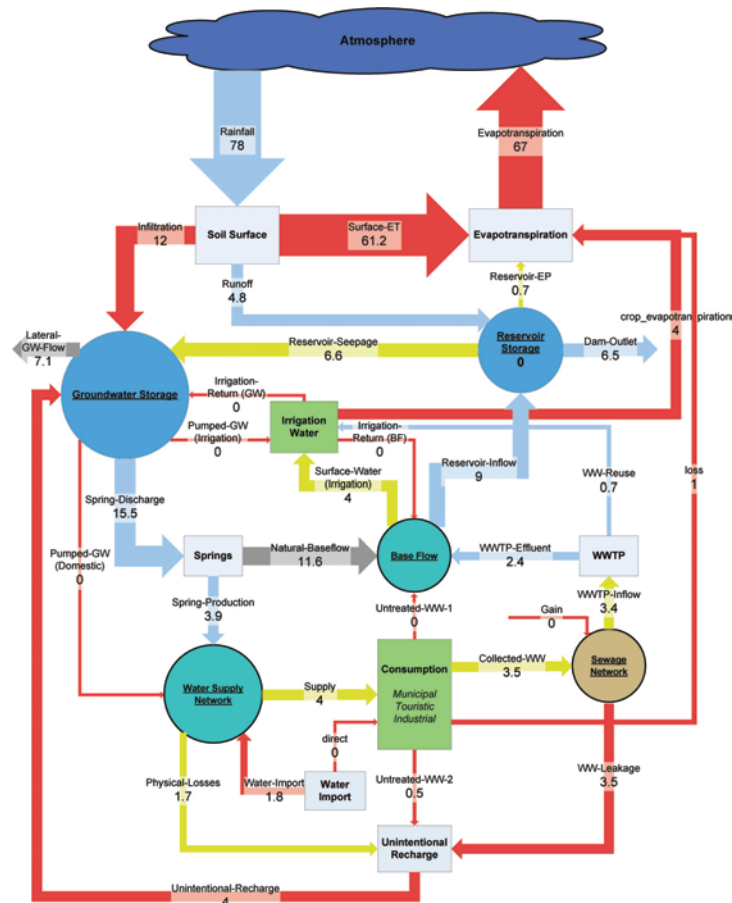 Atmosphere
Rainfall
78
Evapotranspiration
67
Infiltration
12
Soil Surface
Surface-ET
61.2
Evapotranspiration
Reservoir-EP
0.7
Runoff
4.8
crop_evapotranspirations
4
Lateral-
GW-Flow
7.1
Reservoir-Seepage
6.6
Reservoir
Storage
0
Dam-Outlet
6.5
Groundwater Storage
Irrigation-
Return (GW)
0
Irrigation
Water
Irrigation-
Return (BF)
0
Pumped-GW
(Irrigation)
0
Surface-Water
(Irrigation)
4
Reservoir-Inflow
9
WW-Reuse
0.7
loss
1
Spring-Discharge
15.5
Pumped-GW
(Domestic)
0
Springs
Natural-Baseflow
11.6
Base Flow
WWTP-Effluent
2.4
WWTP
Spring-Production
3.9
Untreated-WW-1
0
WWTP-Inflow
3.4
Gain
0
Water Supply
Network
Supply
4
Consumption
Municipal
Touristic
Industrial
Collected-WW
3.5
Sewage
Network
direct
0
Physical-Losses
1.7
Water-Import
1.8
Water
Import
Untreated-WW-2
0.5
WW-Leakage
3.5
Unintentional
Recharge
Unintentional-Recharge
4